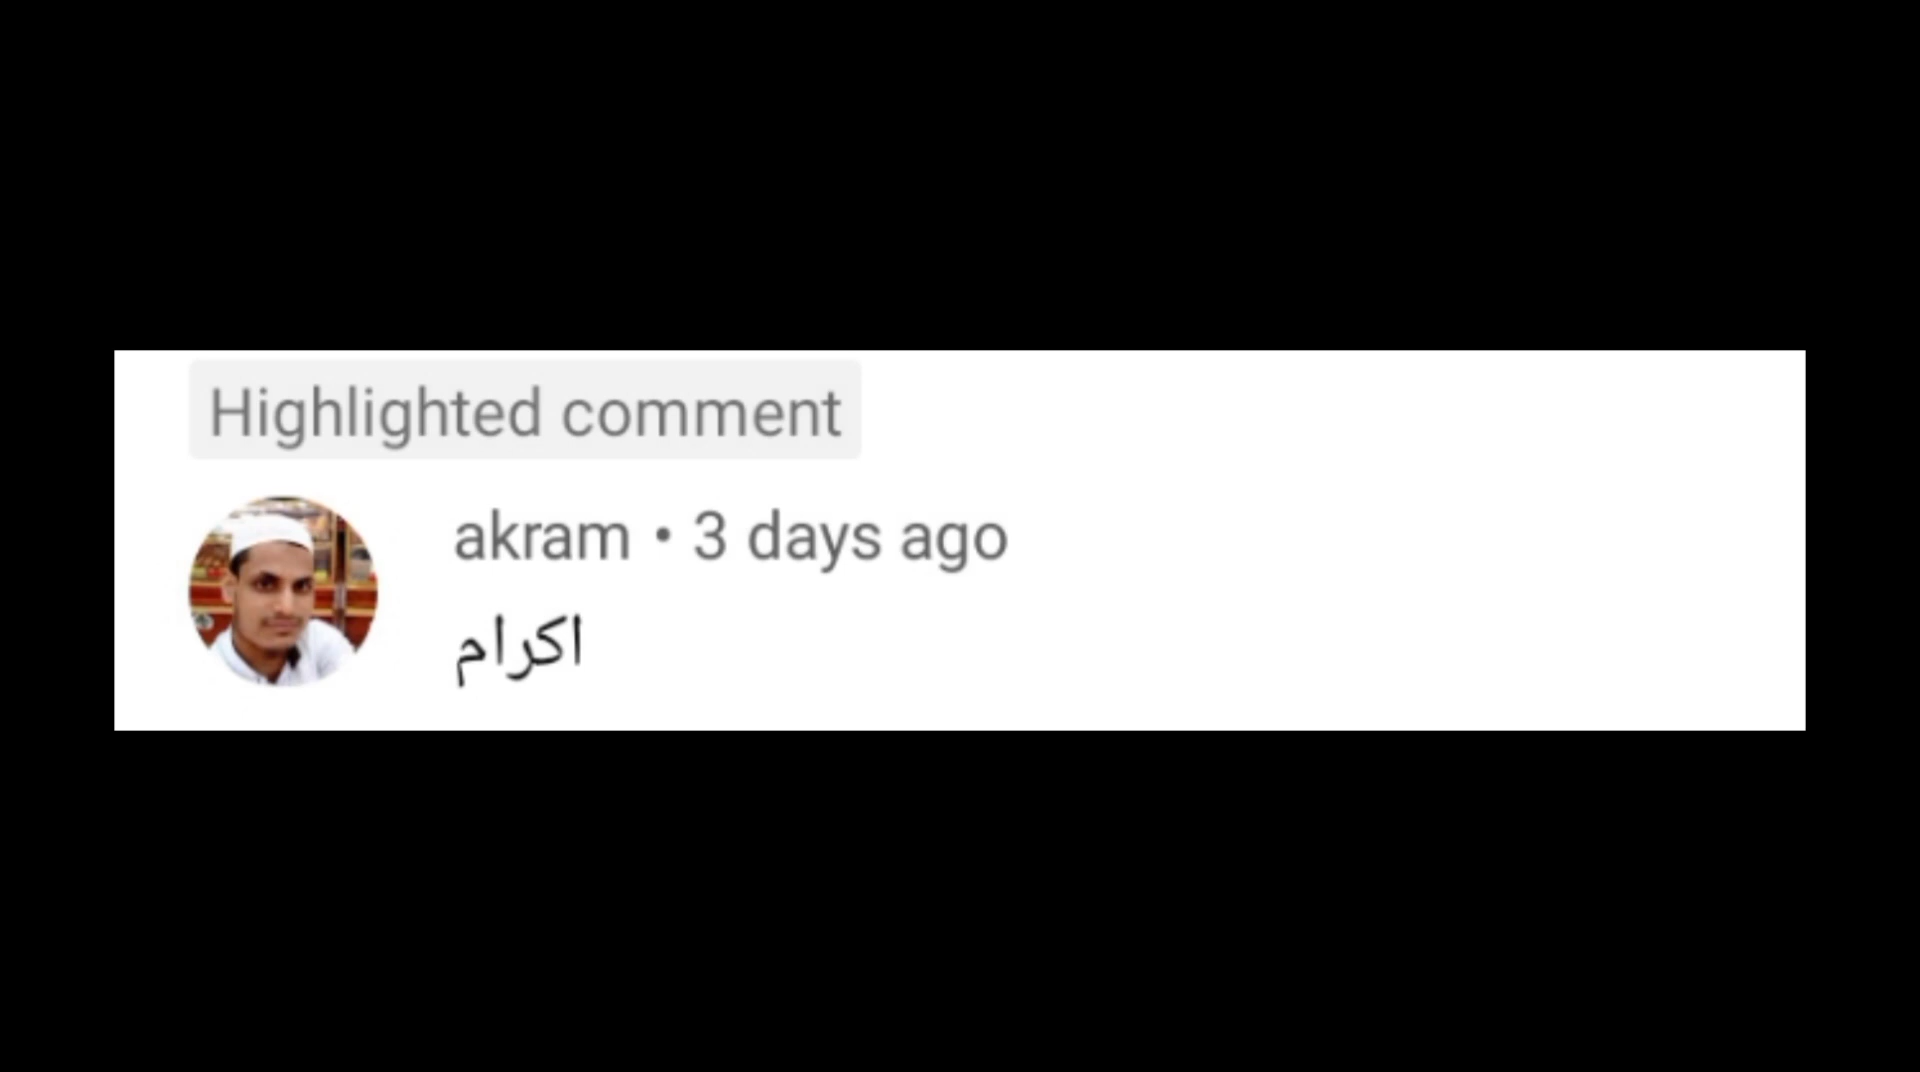 Highlighted comment
akram • 3 days ago
اکرام